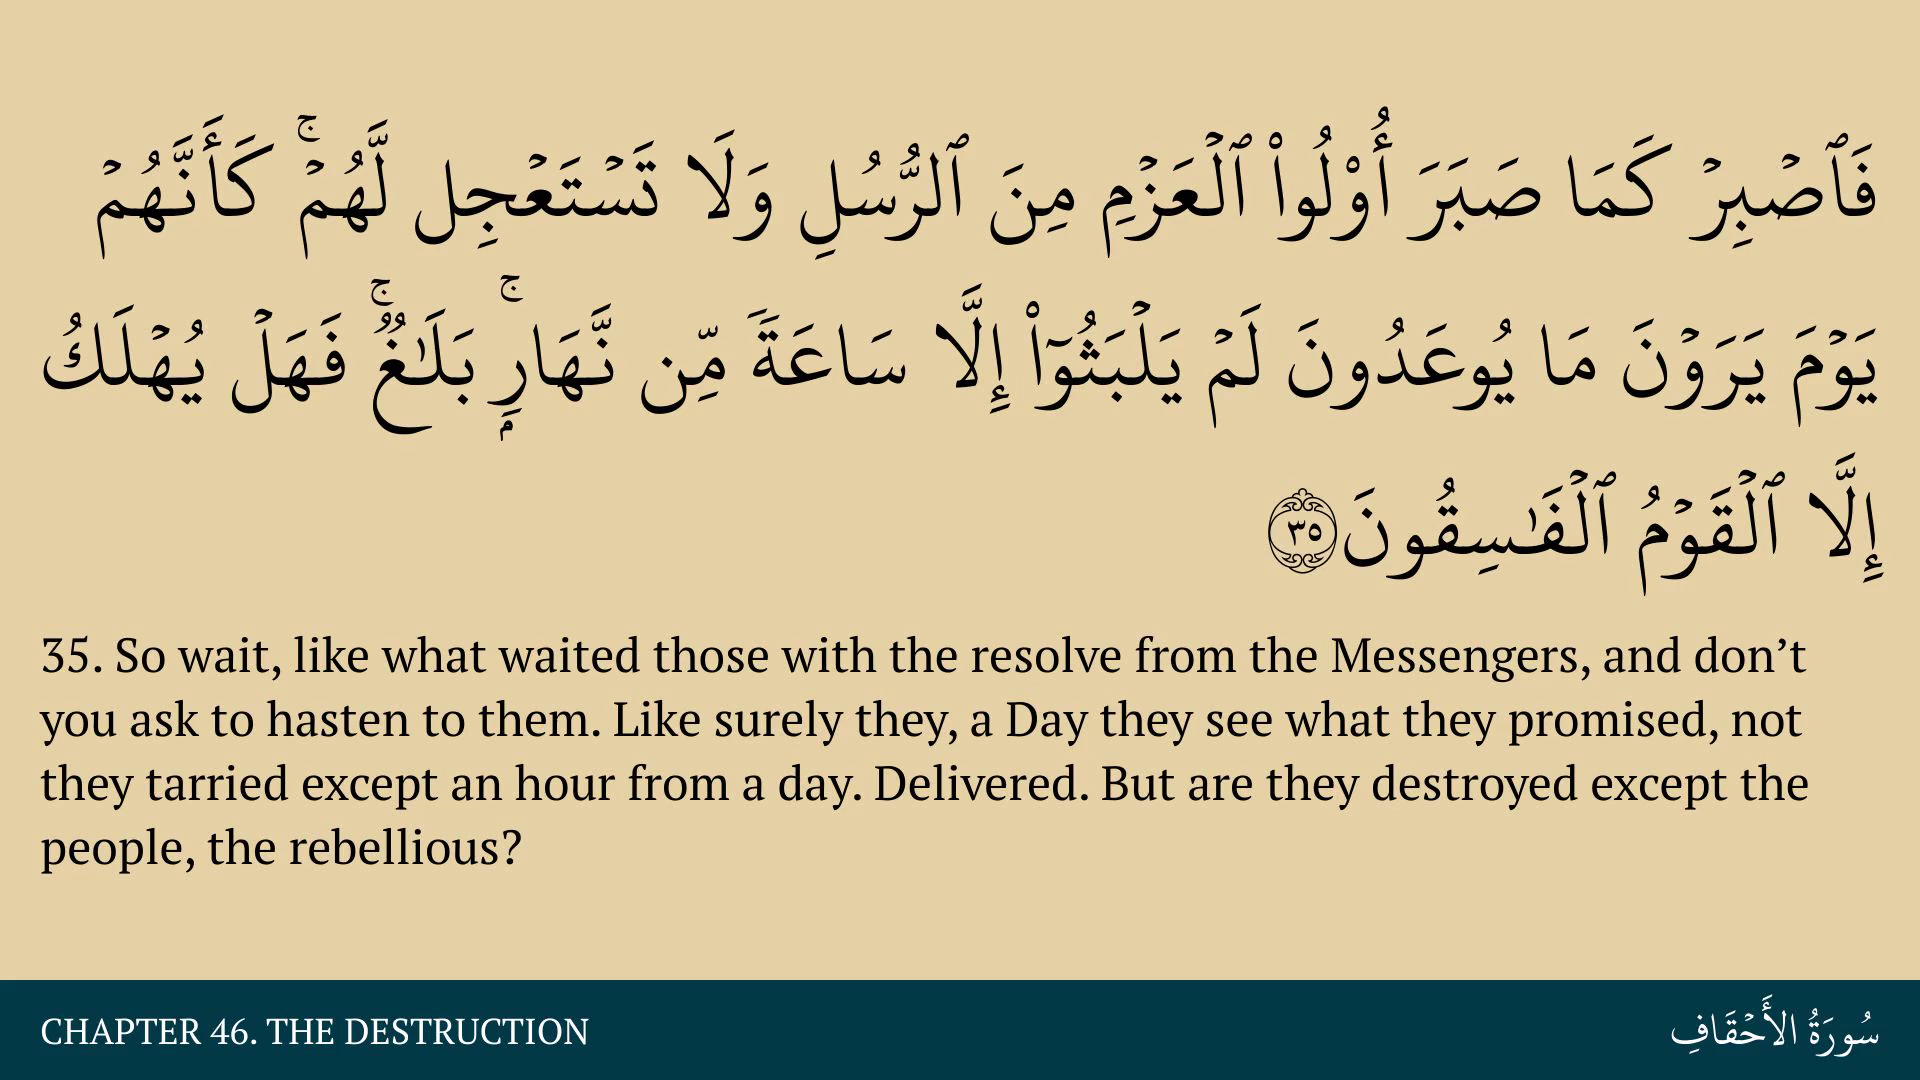 فَٱصۡبِرۡ كَمَا صَبَرَ أُوْلُواْ ٱلۡعَزۡمِ مِنَ ٱلرُّسُلِ وَلَا تَسۡتَعۡجِل لَّهُمۡۚ كَأَنَّهُمۡ
يَوۡمَ يَرَوۡنَ مَا يُوعَدُونَ لَمۡ يَلۡبَثُوٓاْ إِلَّا سَاعَةٗ مِّن نَّهَارِۭۚ بَلَٰغٞۚ فَهَلۡ يُهۡلَكُ
إِلَّا ٱلۡقَوۡمُ ٱلۡفَٰسِقُونَ ٣٥
35. So wait, like what waited those with the resolve from the Messengers, and don’t
you ask to hasten to them. Like surely they, a Day they see what they promised, not
they tarried except an hour from a day. Delivered. But are they destroyed except the
people, the rebellious?
CHAPTER 46. THE DESTRUCTION
سُورَةُ الأَحۡقَافِ